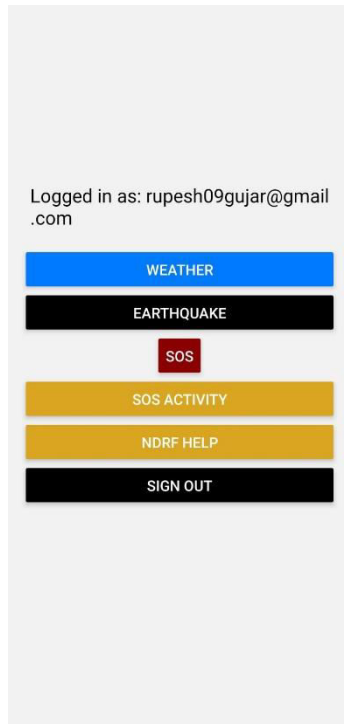 Logged in as: rupesh09gujar@gmail
.com
WEATHER
EARTHQUAKE
SOS
SOS ACTIVITY
NDRF HELP
SIGN OUT